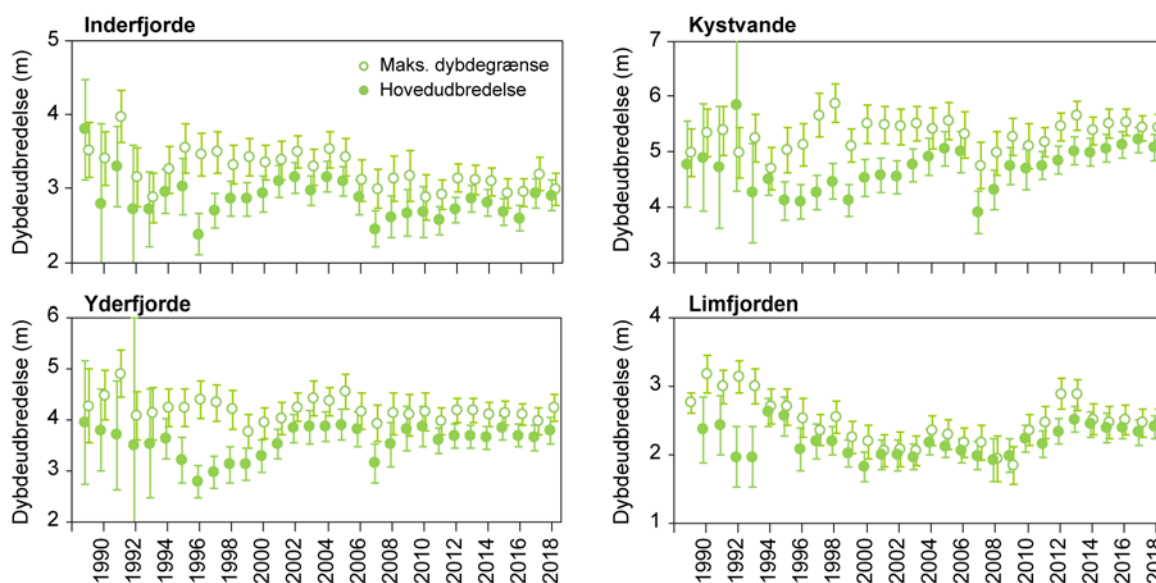 Inderfjorde
Dybdeudbredelse (m)
5
4
3
2
Maks. dybdegrænse
Hovedudbredelse
Kystvande
Dybdeudbredelse (m)
7
6
5
4
3
Yderfjorde
Dybdeudbredelse (m)
6
5
4
3
2
1990 1992 1994 1996 1998 2000 2002 2004 2006 2008 2010 2012 2014 2016 2018
Limfjorden
Dybdeudbredelse (m)
4
3
2
1
1990 1992 1994 1996 1998 2000 2002 2004 2006 2008 2010 2012 2014 2016 2018